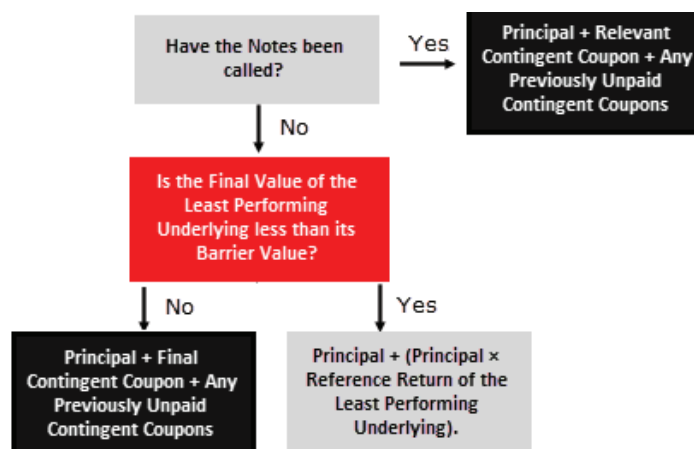 Have the Notes been
called?
Yes
Principal + Relevant
Contingent Coupon + Any
Previously Unpaid
Contingent Coupons
No
Is the Final Value of the
Least Performing
Underlying less than its
Barrier Value?
No
Yes
Principal + Final
Contingent Coupon + Any
Previously Unpaid
Contingent Coupons
Principal + (Principal ×
Reference Return of the
Least Performing
Underlying).